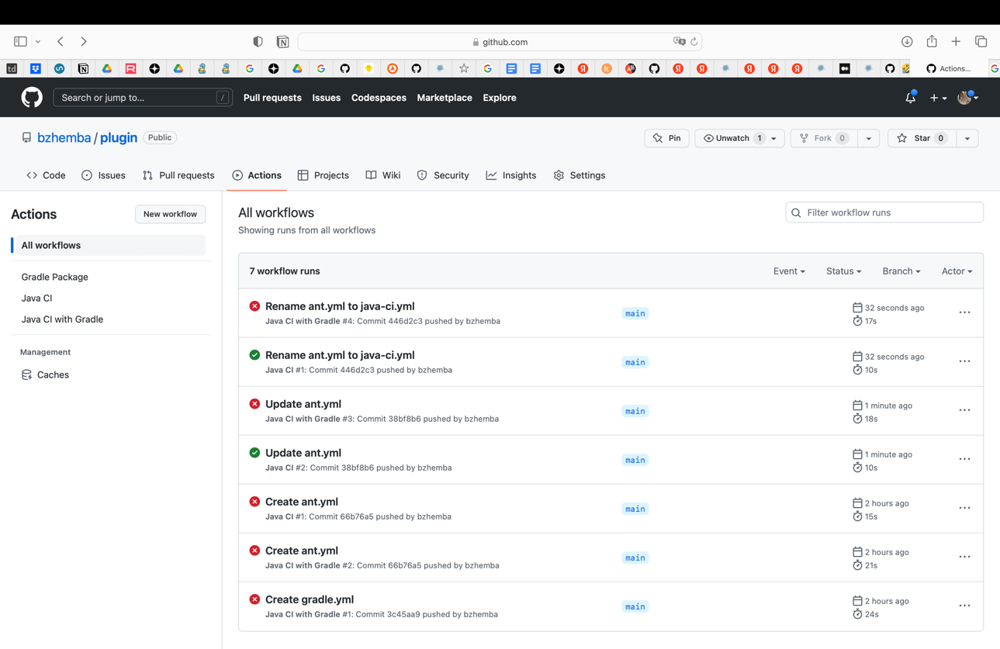 github.com
td
Actions...
Search or jump to...
/
Pull requests
Issues
Codespaces
Marketplace
Explore
bzhemba / plugin
Public
Pin
Unwatch 1
Fork 0
Star 0
Code
Issues
Pull requests
Actions
Projects
Wiki
Security
Insights
Settings
Actions
New workflow
All workflows
Gradle Package
Java CI
Java CI with Gradle
Management
Caches
All workflows
Showing runs from all workflows
Filter workflow runs
7 workflow runs
Event
Status
Branch
Actor
Rename ant.yml to java-ci.yml
Java CI with Gradle #4: Commit 446d2c3 pushed by bzhemba
main
32 seconds ago
17s
Rename ant.yml to java-ci.yml
Java CI #1: Commit 446d2c3 pushed by bzhemba
main
32 seconds ago
10s
Update ant.yml
Java CI with Gradle #3: Commit 38bf8b6 pushed by bzhemba
main
1 minute ago
18s
Update ant.yml
Java CI #2: Commit 38bf8b6 pushed by bzhemba
main
1 minute ago
10s
Create ant.yml
Java CI #1: Commit 66b76a5 pushed by bzhemba
main
2 hours ago
15s
Create ant.yml
Java CI with Gradle #2: Commit 66b76a5 pushed by bzhemba
main
2 hours ago
21s
Create gradle.yml
Java CI with Gradle #1: Commit 3c45aa9 pushed by bzhemba
main
2 hours ago
24s